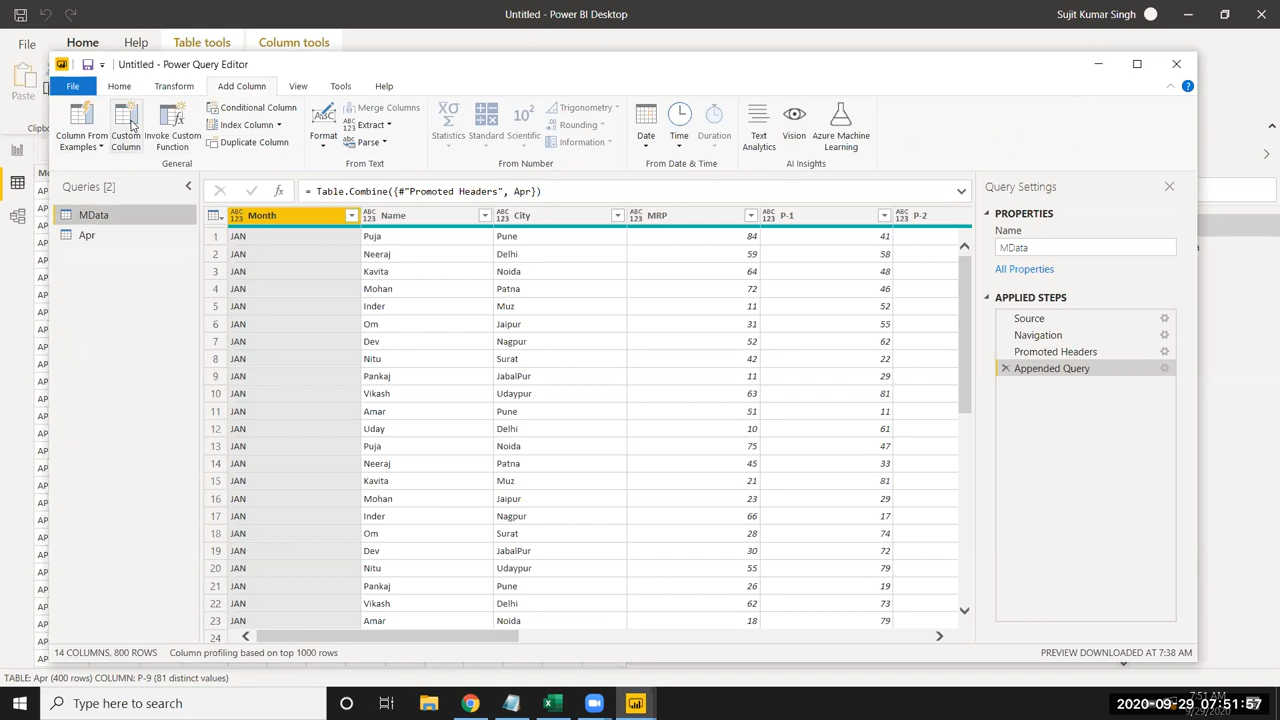 Untitled - Power BI Desktop
Sujit Kumar Singh
File
Home
Help
Table tools
Column tools
Paste
Untitled - Power Query Editor
File
Home
Transform
Add Column
View
Tools
Help
Column From Examples
Custom Column
Invoke Custom Function
Conditional Column
Index Column
Duplicate Column
General
Format
Merge Columns
Extract
Parse
From Text
Statistics
Standard
Scientific
Trigonometry
Rounding
Information
From Number
Date
Time
Duration
From Date & Time
Text Analytics
Vision
Azure Machine Learning
AI Insights
Queries [2]
MData
Apr
= Table.Combine({#"Promoted Headers", Apr})
Month Name City MRP P-1 P-2
1 JAN Puja Pune 84 41
2 JAN Neeraj Delhi 59 58
3 JAN Kavita Noida 64 48
4 JAN Mohan Patna 72 46
5 JAN Inder Muz 11 52
6 JAN Om Jaipur 31 55
7 JAN Dev Nagpur 52 62
8 JAN Nitu Surat 42 22
9 JAN Pankaj JabalPur 11 29
10 JAN Vikash Udaypur 63 81
11 JAN Amar Pune 51 11
12 JAN Uday Delhi 10 61
13 JAN Puja Noida 75 47
14 JAN Neeraj Patna 45 33
15 JAN Kavita Muz 21 81
16 JAN Mohan Jaipur 23 29
17 JAN Inder Nagpur 66 17
18 JAN Om Surat 28 74
19 JAN Dev JabalPur 30 72
20 JAN Nitu Udaypur 55 79
21 JAN Pankaj Pune 26 19
22 JAN Vikash Delhi 62 73
23 JAN Amar Noida 18 79
24
Query Settings
PROPERTIES
Name
MData
All Properties
APPLIED STEPS
Source
Navigation
Promoted Headers
Appended Query
14 COLUMNS, 800 ROWS
Column profiling based on top 1000 rows
PREVIEW DOWNLOADED AT 7:38 AM
TABLE: Apr (400 rows) COLUMN: P-9 (81 distinct values)
Type here to search
2020-09-29 07:51:57